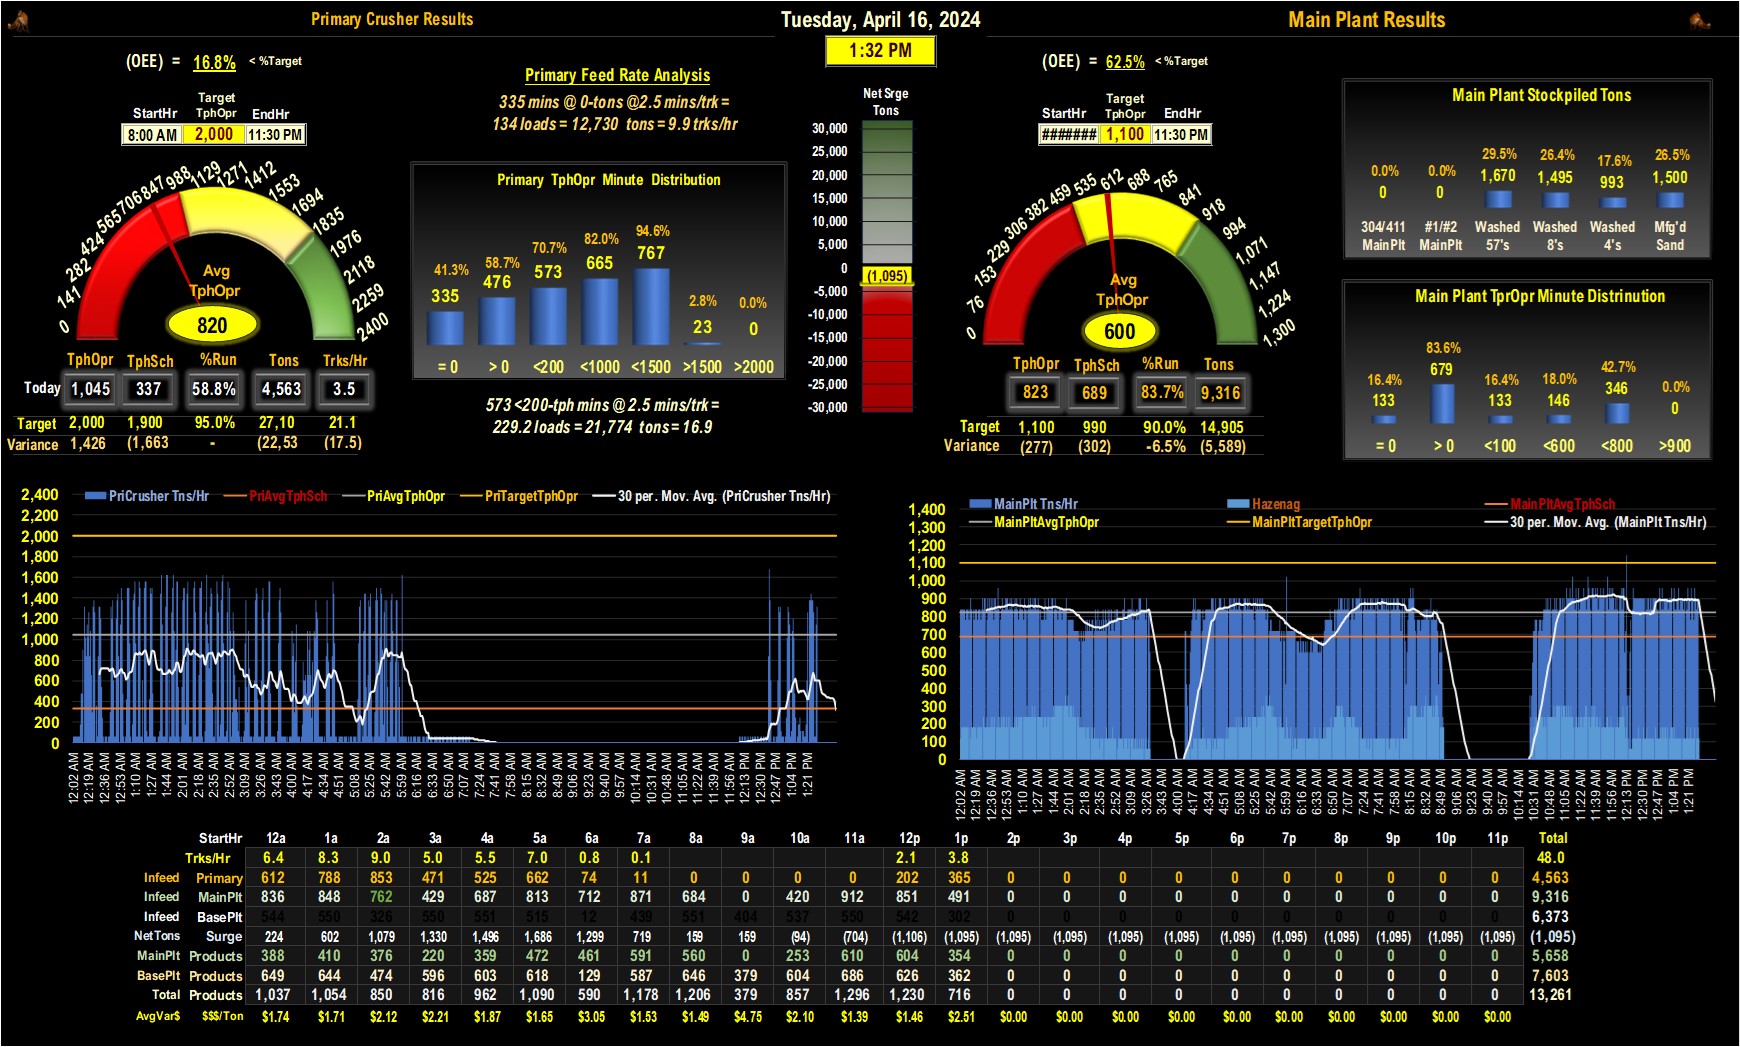 Primary Crusher Results
Tuesday, April 16, 2024
Main Plant Results
1:32 PM
(OEE) = 16.8% < %Target
StartHr Target TphOpr EndHr
8:00 AM 2,000 11:30 PM
0 141 282 424 565 706 847 988 1129 1271 1412 1553 1694 1835 1976 2118 2259 2400
Avg
TphOpr
820
TphOpr TphSch %Run Tons Trks/Hr
Today 1,045 337 58.8% 4,563 3.5
Target 2,000 1,900 95.0% 27,10 21.1
Variance 1,426 (1,663 - (22,53 (17.5)
Primary Feed Rate Analysis
335 mins @ 0-tons @2.5 mins/trk =
134 loads = 12,730 tons = 9.9 trks/hr
Primary TphOpr Minute Distribution
41.3% 58.7% 70.7% 82.0% 94.6% 2.8% 0.0%
335 476 573 665 767 23 0
= 0 > 0 <200 <1000 <1500 >1500 >2000
573 <200-tph mins @ 2.5 mins/trk =
229.2 loads = 21,774 tons = 16.9
Net Srge
Tons
30,000
25,000
20,000
15,000
10,000
5,000
0
(1,095)
-5,000
-10,000
-15,000
-20,000
-25,000
-30,000
(OEE) = 62.5% < %Target
StartHr Target TphOpr EndHr
####### 1,100 11:30 PM
0 76 153 229 306 382 459 535 612 688 765 841 918 994 1,071 1,147 1,224 1,300
Avg
TphOpr
600
TphOpr TphSch %Run Tons
823 689 83.7% 9,316
Target 1,100 990 90.0% 14,905
Variance (277) (302) -6.5% (5,589)
Main Plant Stockpiled Tons
0.0% 0.0% 29.5% 26.4% 17.6% 26.5%
0 0 1,670 1,495 993 1,500
304/411 #1/#2 Washed Washed Washed Mfg'd
MainPlt MainPlt 57's 8's 4's Sand
Main Plant TprOpr Minute Distrinution
16.4% 83.6% 16.4% 18.0% 42.7% 0.0%
133 679 133 146 346 0
= 0 > 0 <100 <600 <800 >900
PriCrusher Tns/Hr PriAvgTphSch PriAvgTphOpr PriTargetTphOpr 30 per. Mov. Avg. (PriCrusher Tns/Hr)
2,400
2,200
2,000
1,800
1,600
1,400
1,200
1,000
800
600
400
200
0
12:02 AM 12:19 AM 12:36 AM 12:53 AM 1:10 AM 1:27 AM 1:44 AM 2:01 AM 2:18 AM 2:35 AM 2:52 AM 3:09 AM 3:26 AM 3:43 AM 4:00 AM 4:17 AM 4:34 AM 4:51 AM 5:08 AM 5:25 AM 5:42 AM 5:59 AM 6:16 AM 6:33 AM 6:50 AM 7:07 AM 7:24 AM 7:41 AM 7:58 AM 8:15 AM 8:32 AM 8:49 AM 9:06 AM 9:23 AM 9:40 AM 9:57 AM 10:14 AM 10:31 AM 10:48 AM 11:05 AM 11:22 AM 11:39 AM 11:56 AM 12:13 PM 12:30 PM 12:47 PM 1:04 PM 1:21 PM
MainPlt Tns/Hr Hazenag MainPltAvgTphSch
MainPltAvgTphOpr MainPltTargetTphOpr 30 per. Mov. Avg. (MainPlt Tns/Hr)
1,400
1,300
1,200
1,100
1,000
900
800
700
600
500
400
300
200
100
0
12:02 AM 12:19 AM 12:36 AM 12:53 AM 1:10 AM 1:27 AM 1:44 AM 2:01 AM 2:18 AM 2:35 AM 2:52 AM 3:09 AM 3:26 AM 3:43 AM 4:00 AM 4:17 AM 4:34 AM 4:51 AM 5:08 AM 5:25 AM 5:42 AM 5:59 AM 6:16 AM 6:33 AM 6:50 AM 7:07 AM 7:24 AM 7:41 AM 7:58 AM 8:15 AM 8:32 AM 8:49 AM 9:06 AM 9:23 AM 9:40 AM 9:57 AM 10:14 AM 10:31 AM 10:48 AM 11:05 AM 11:22 AM 11:39 AM 11:56 AM 12:13 PM 12:30 PM 12:47 PM 1:04 PM 1:21 PM
StartHr 12a 1a 2a 3a 4a 5a 6a 7a 8a 9a 10a 11a 12p 1p 2p 3p 4p 5p 6p 7p 8p 9p 10p 11p Total
Trks/Hr 6.4 8.3 9.0 5.0 5.5 7.0 0.8 0.1 2.1 3.8 48.0
Infeed Primary 612 788 853 471 525 662 74 11 0 0 0 0 202 365 0 0 0 0 0 0 0 0 0 0 4,563
Infeed MainPlt 836 848 762 429 687 813 712 871 684 0 420 912 851 491 0 0 0 0 0 0 0 0 0 0 9,316
Infeed BasePlt 544 550 326 550 551 515 12 439 551 404 537 550 542 302 0 0 0 0 0 0 0 0 0 0 6,373
NetTons Surge 224 602 1,079 1,330 1,496 1,686 1,299 719 159 159 (94) (704) (1,106) (1,095) (1,095) (1,095) (1,095) (1,095) (1,095) (1,095) (1,095) (1,095) (1,095) (1,095) (1,095)
MainPlt Products 388 410 376 220 359 472 461 591 560 0 253 610 604 354 0 0 0 0 0 0 0 0 0 0 5,658
BasePlt Products 649 644 474 596 603 618 129 587 646 379 604 686 626 362 0 0 0 0 0 0 0 0 0 0 7,603
Total Products 1,037 1,054 850 816 962 1,090 590 1,178 1,206 379 857 1,296 1,230 716 0 0 0 0 0 0 0 0 0 0 13,261
AvgVar$ $$$/Ton $1.74 $1.71 $2.12 $2.21 $1.87 $1.65 $3.05 $1.53 $1.49 $4.75 $2.10 $1.39 $1.46 $2.51 $0.00 $0.00 $0.00 $0.00 $0.00 $0.00 $0.00 $0.00 $0.00 $0.00